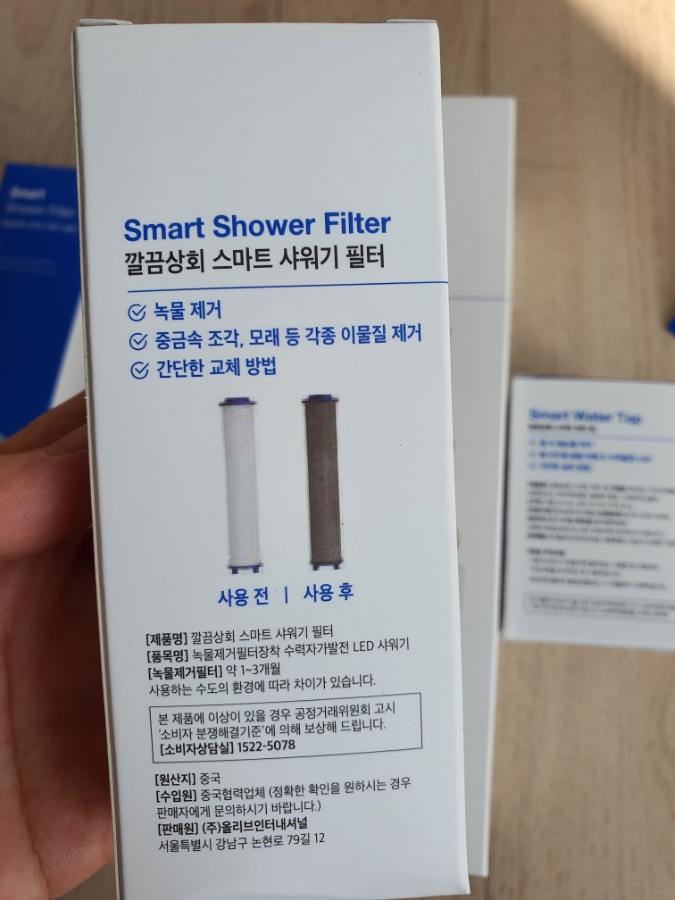 Smart Shower Filter
깔끔상회 스마트 샤워기 필터
녹물 제거
중금속 조각, 모래 등 각종 이물질 제거
간단한 교체 방법
사용 전 | 사용 후
[제품명] 깔끔상회 스마트 샤워기 필터
[품목명] 녹물제거필터장착 수력자가발전 LED 샤워기
[녹물제거필터] 약 1~3개월
사용하는 수도의 환경에 따라 차이가 있습니다.
본 제품에 이상이 있을 경우 공정거래위원회 고시
'소비자 분쟁해결기준'에 의해 보상해 드립니다.
[소비자상담실] 1522-5078
[원산지] 중국
[수입원] 중국협력업체 (정확한 확인을 원하시는 경우
판매자에게 문의하시기 바랍니다.)
[판매원] (주)올리브인터내셔널
서울특별시 강남구 논현로 79길 12
Smart
Shower Filter
Smart Water Tap